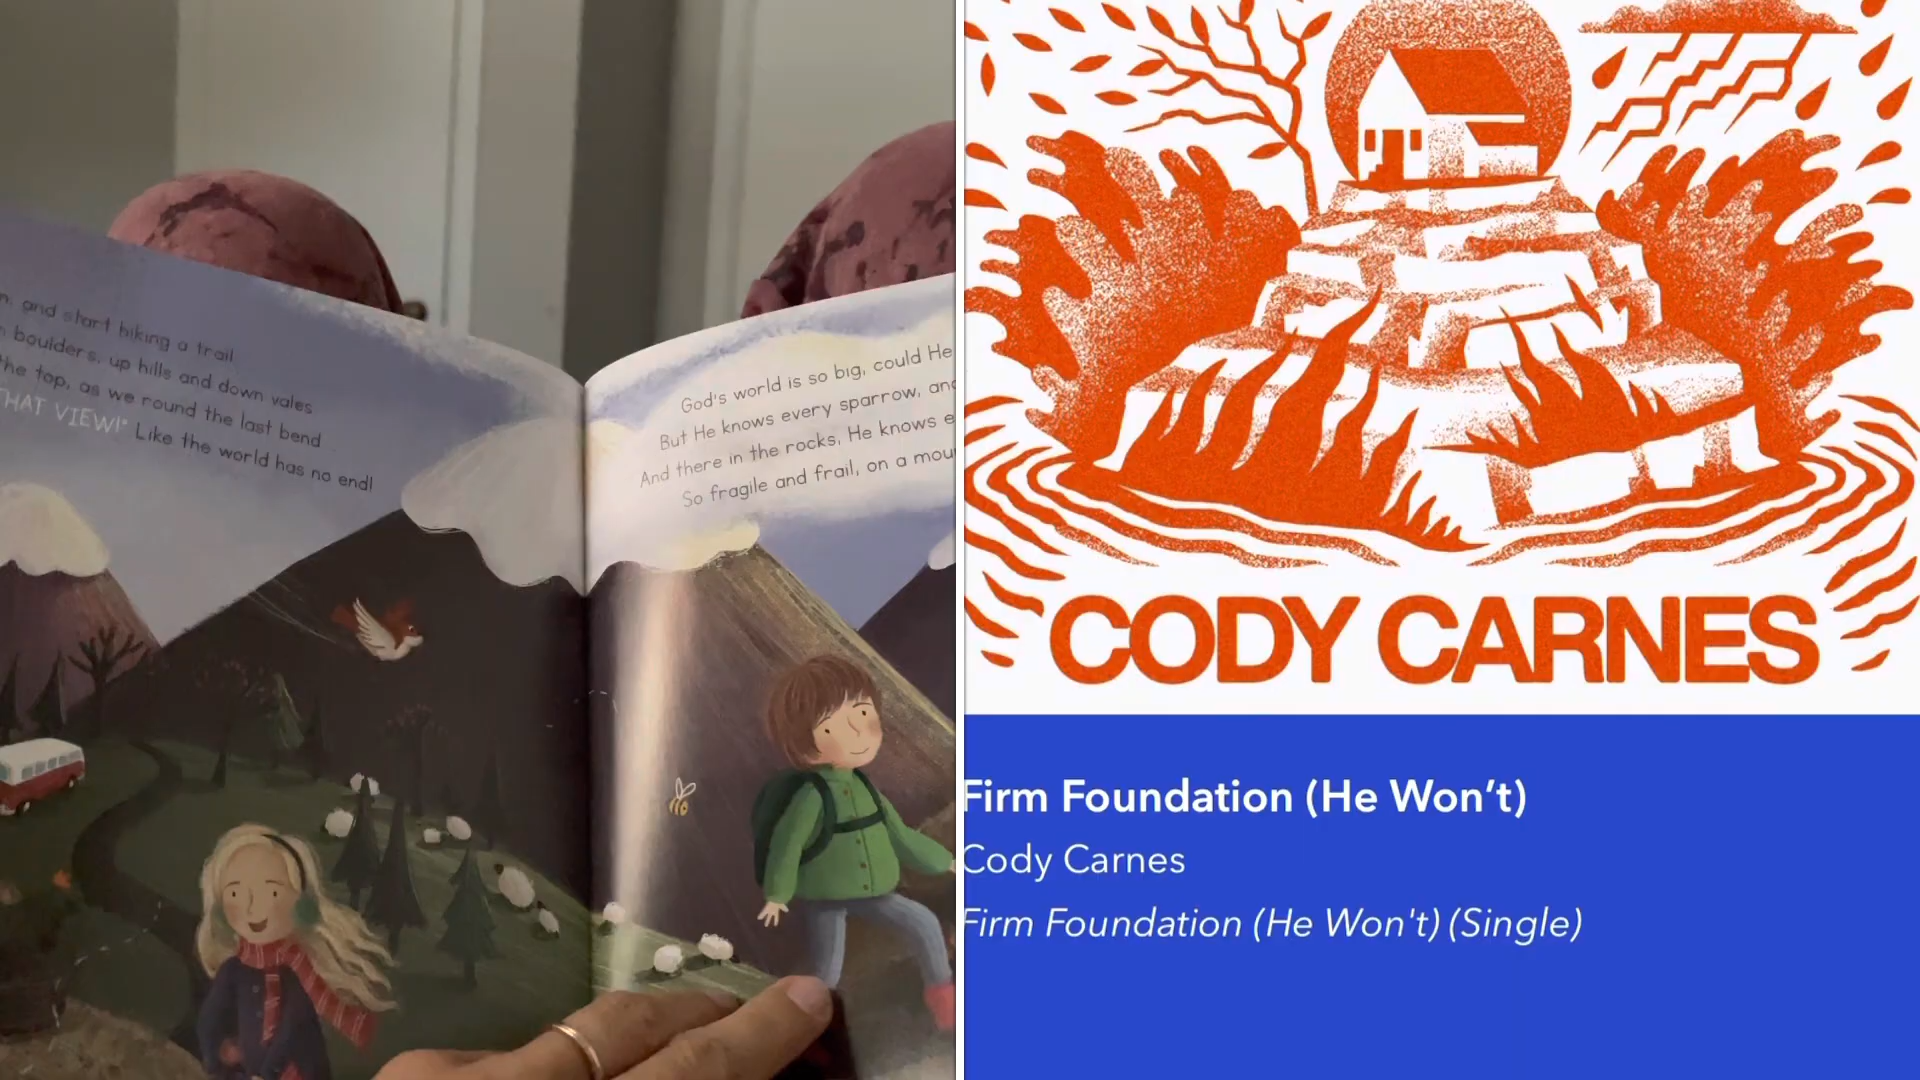 and start hiking a trail
boulders, up hills and down vales
the top, as we round the last bend
THAT VIEW!" Like the world has no end!
God's world is so big, could He
But He knows every sparrow, and
And there in the rocks, He knows
So fragile and frail, on a
CODY CARNES
Firm Foundation (He Won’t)
Cody Carnes
Firm Foundation (He Won't) (Single)